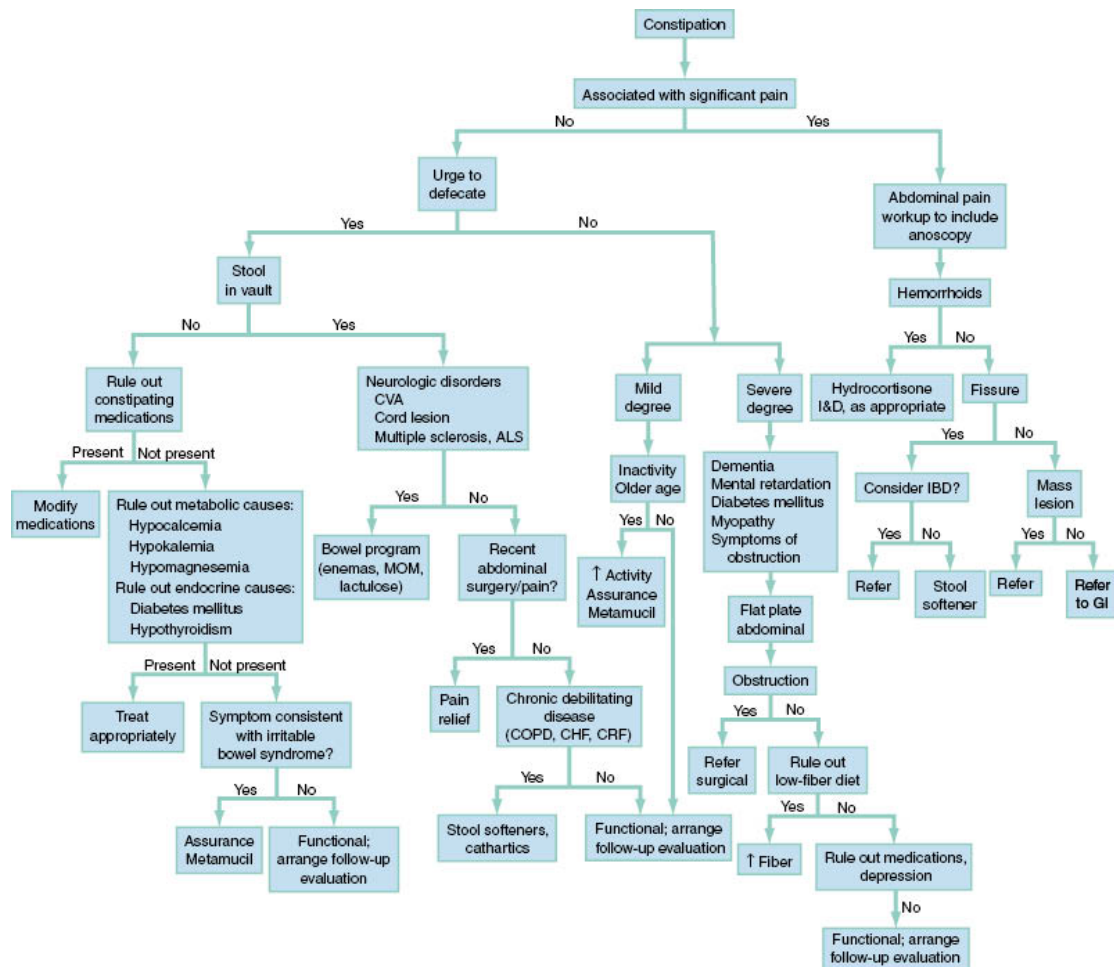 Constipation
Associated with significant pain
No
Yes
Urge to
defecate
Abdominal pain
workup to include
anoscopy
Yes
No
Stool
in vault
Hemorrhoids
No
Yes
Yes
No
Rule out
constipating
medications
Neurologic disorders
CVA
Cord lesion
Multiple sclerosis, ALS
Mild
degree
Severe
degree
Hydrocortisone
I&D, as appropriate
Fissure
Present
Not present
Yes
No
Modify
medications
Rule out metabolic causes:
Hypocalcemia
Hypokalemia
Hypomagnesemia
Rule out endocrine causes:
Diabetes mellitus
Hypothyroidism
Yes
No
Inactivity
Older age
Dementia
Mental retardation
Diabetes mellitus
Myopathy
Symptoms of
obstruction
Consider IBD?
Mass
lesion
Bowel program
(enemas, MOM,
lactulose)
Recent
abdominal
surgery/pain?
Yes
No
Yes
No
Yes
No
↑ Activity
Assurance
Metamucil
Refer
Stool
softener
Refer
Refer
to GI
Flat plate
abdominal
Yes
No
Present
Not present
Obstruction
Pain
relief
Chronic debilitating
disease
(COPD, CHF, CRF)
Treat
appropriately
Symptom consistent
with irritable
bowel syndrome?
Yes
No
Refer
surgical
Rule out
low-fiber diet
Yes
No
Yes
No
Yes
No
Assurance
Metamucil
Functional;
arrange follow-up
evaluation
Stool softeners,
cathartics
Functional; arrange
follow-up evaluation
↑ Fiber
Rule out medications,
depression
No
Functional; arrange
follow-up evaluation